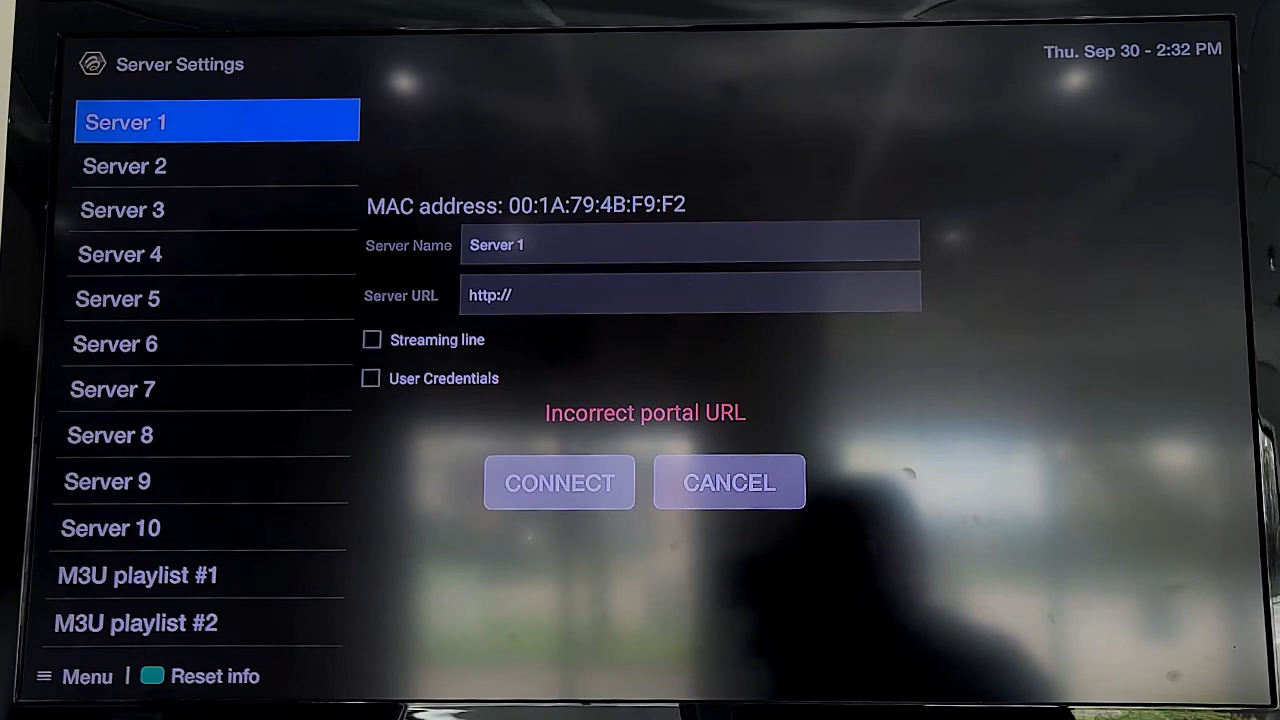 Server Settings
Thu. Sep 30 - 2:32 PM
Server 1
Server 2
Server 3
Server 4
Server 5
Server 6
Server 7
Server 8
Server 9
Server 10
M3U playlist #1
M3U playlist #2
MAC address: 00:1A:79:4B:F9:F2
Server Name Server 1
Server URL http://
Streaming line
User Credentials
Incorrect portal URL
CONNECT CANCEL
Menu | Reset info